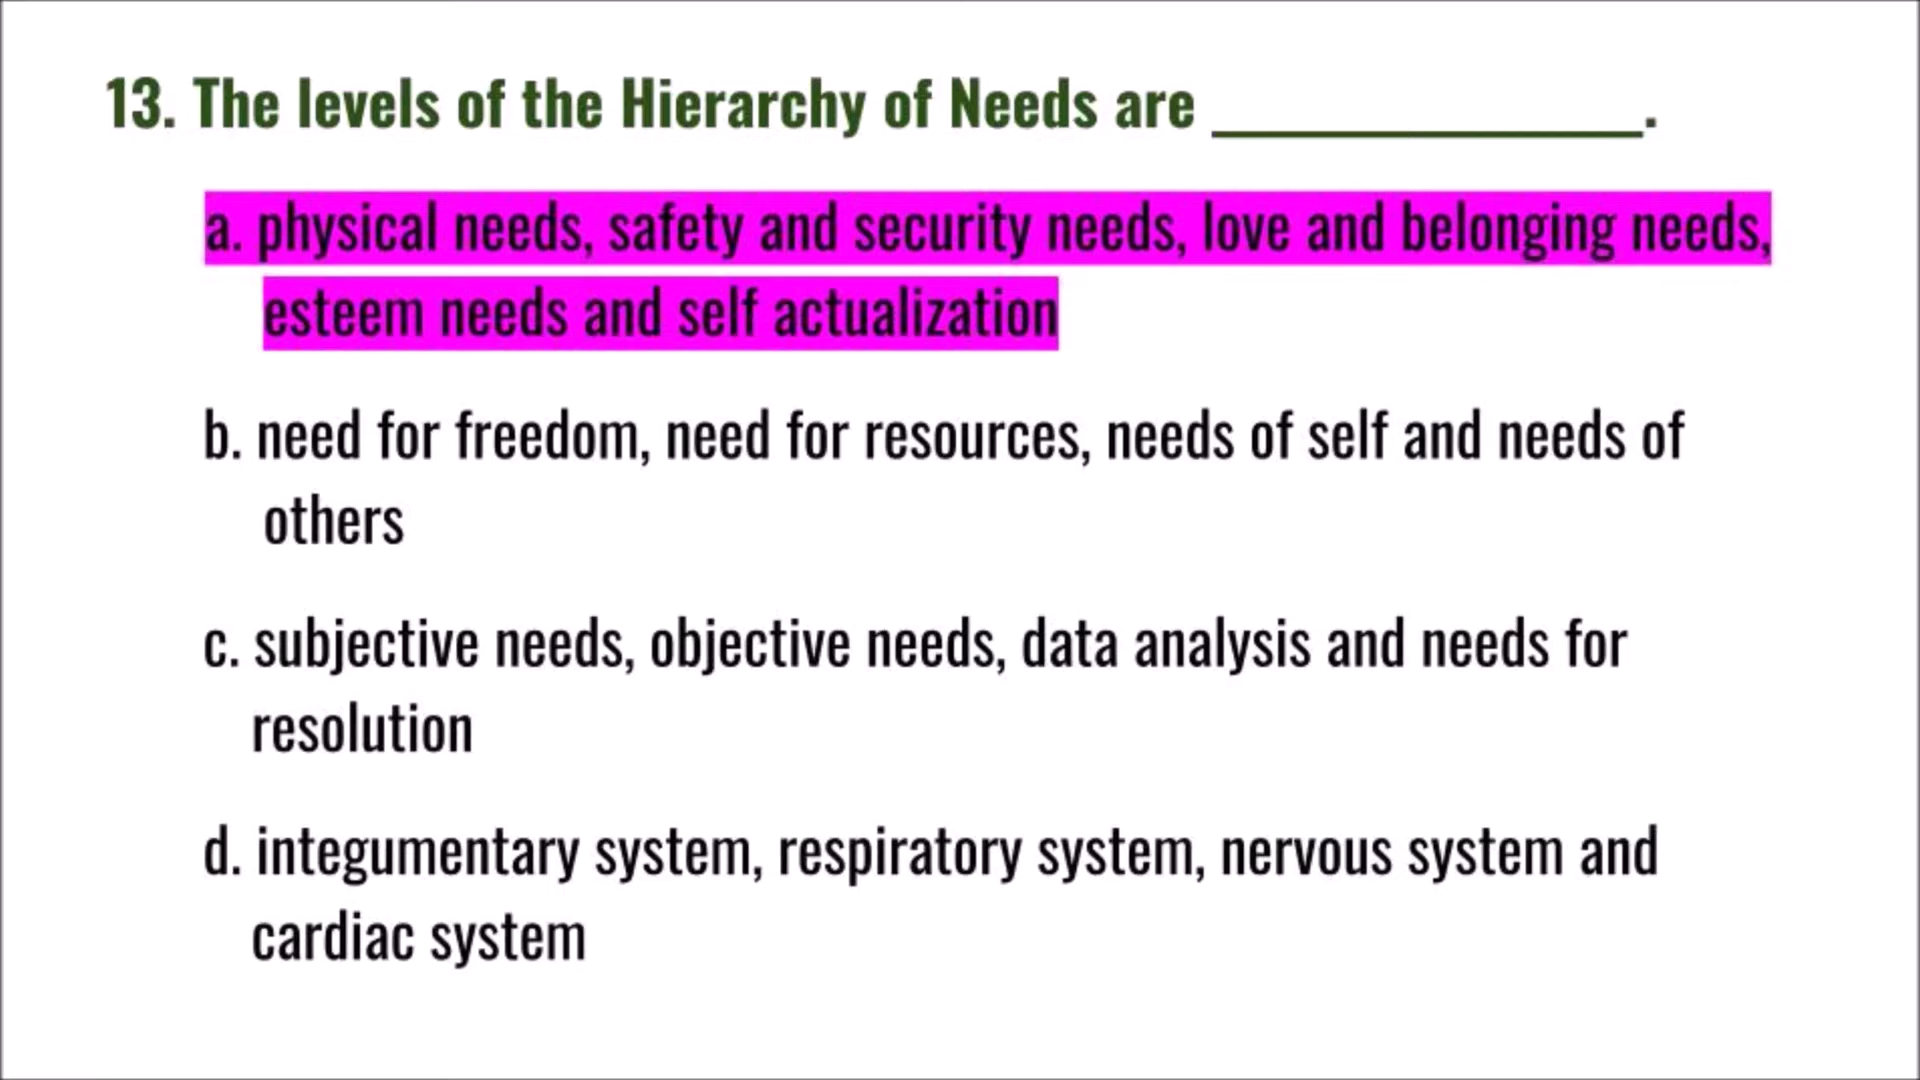 13. The levels of the Hierarchy of Needs are ______________.
a. physical needs, safety and security needs, love and belonging needs,
esteem needs and self actualization
b. need for freedom, need for resources, needs of self and needs of
others
c. subjective needs, objective needs, data analysis and needs for
resolution
d. integumentary system, respiratory system, nervous system and
cardiac system